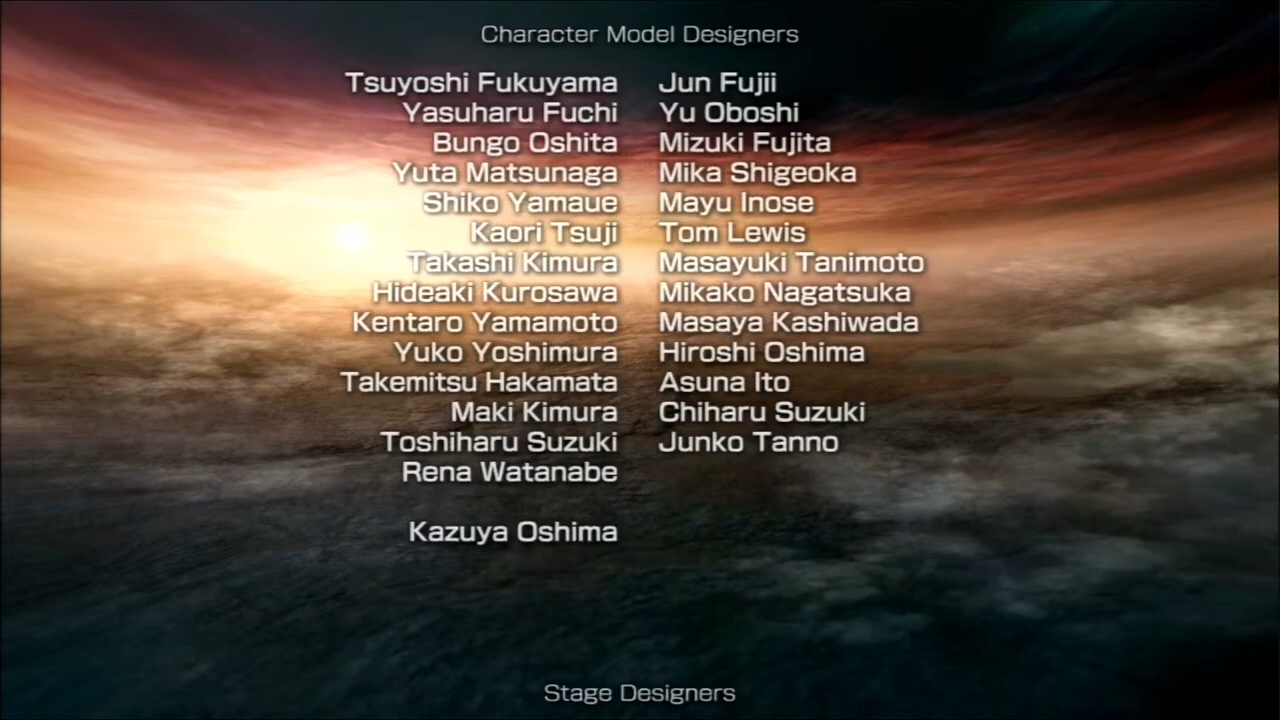 Character Model Designers
Tsuyoshi Fukuyama Jun Fujii
Yasuharu Fuchi Yu Oboshi
Bungo Oshita Mizuki Fujita
Yuta Matsunaga Mika Shigeoka
Shiko Yamaue Mayu Inose
Kaori Tsuji Tom Lewis
Takashi Kimura Masayuki Tanimoto
Hideaki Kurosawa Mikako Nagatsuka
Kentaro Yamamoto Masaya Kashiwada
Yuko Yoshimura Hiroshi Oshima
Takemitsu Hakamata Asuna Ito
Maki Kimura Chiharu Suzuki
Toshiharu Suzuki Junko Tanno
Rena Watanabe
Kazuya Oshima
Stage Designers